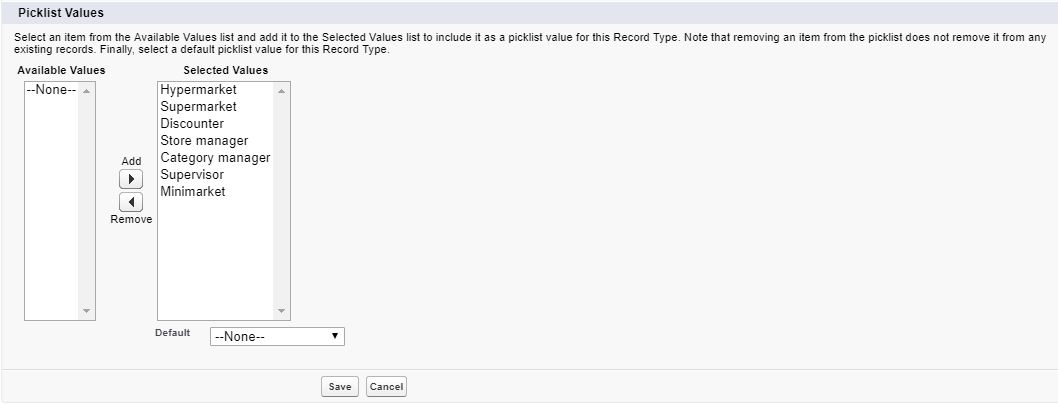 Picklist Values
Select an item from the Available Values list and add it to the Selected Values list to include it as a picklist value for this Record Type. Note that removing an item from the picklist does not remove it from any
existing records. Finally, select a default picklist value for this Record Type.
Available Values
Selected Values
--None--
Hypermarket
Supermarket
Discounter
Store manager
Category manager
Supervisor
Minimarket
Add
Remove
Default
--None--
Save
Cancel